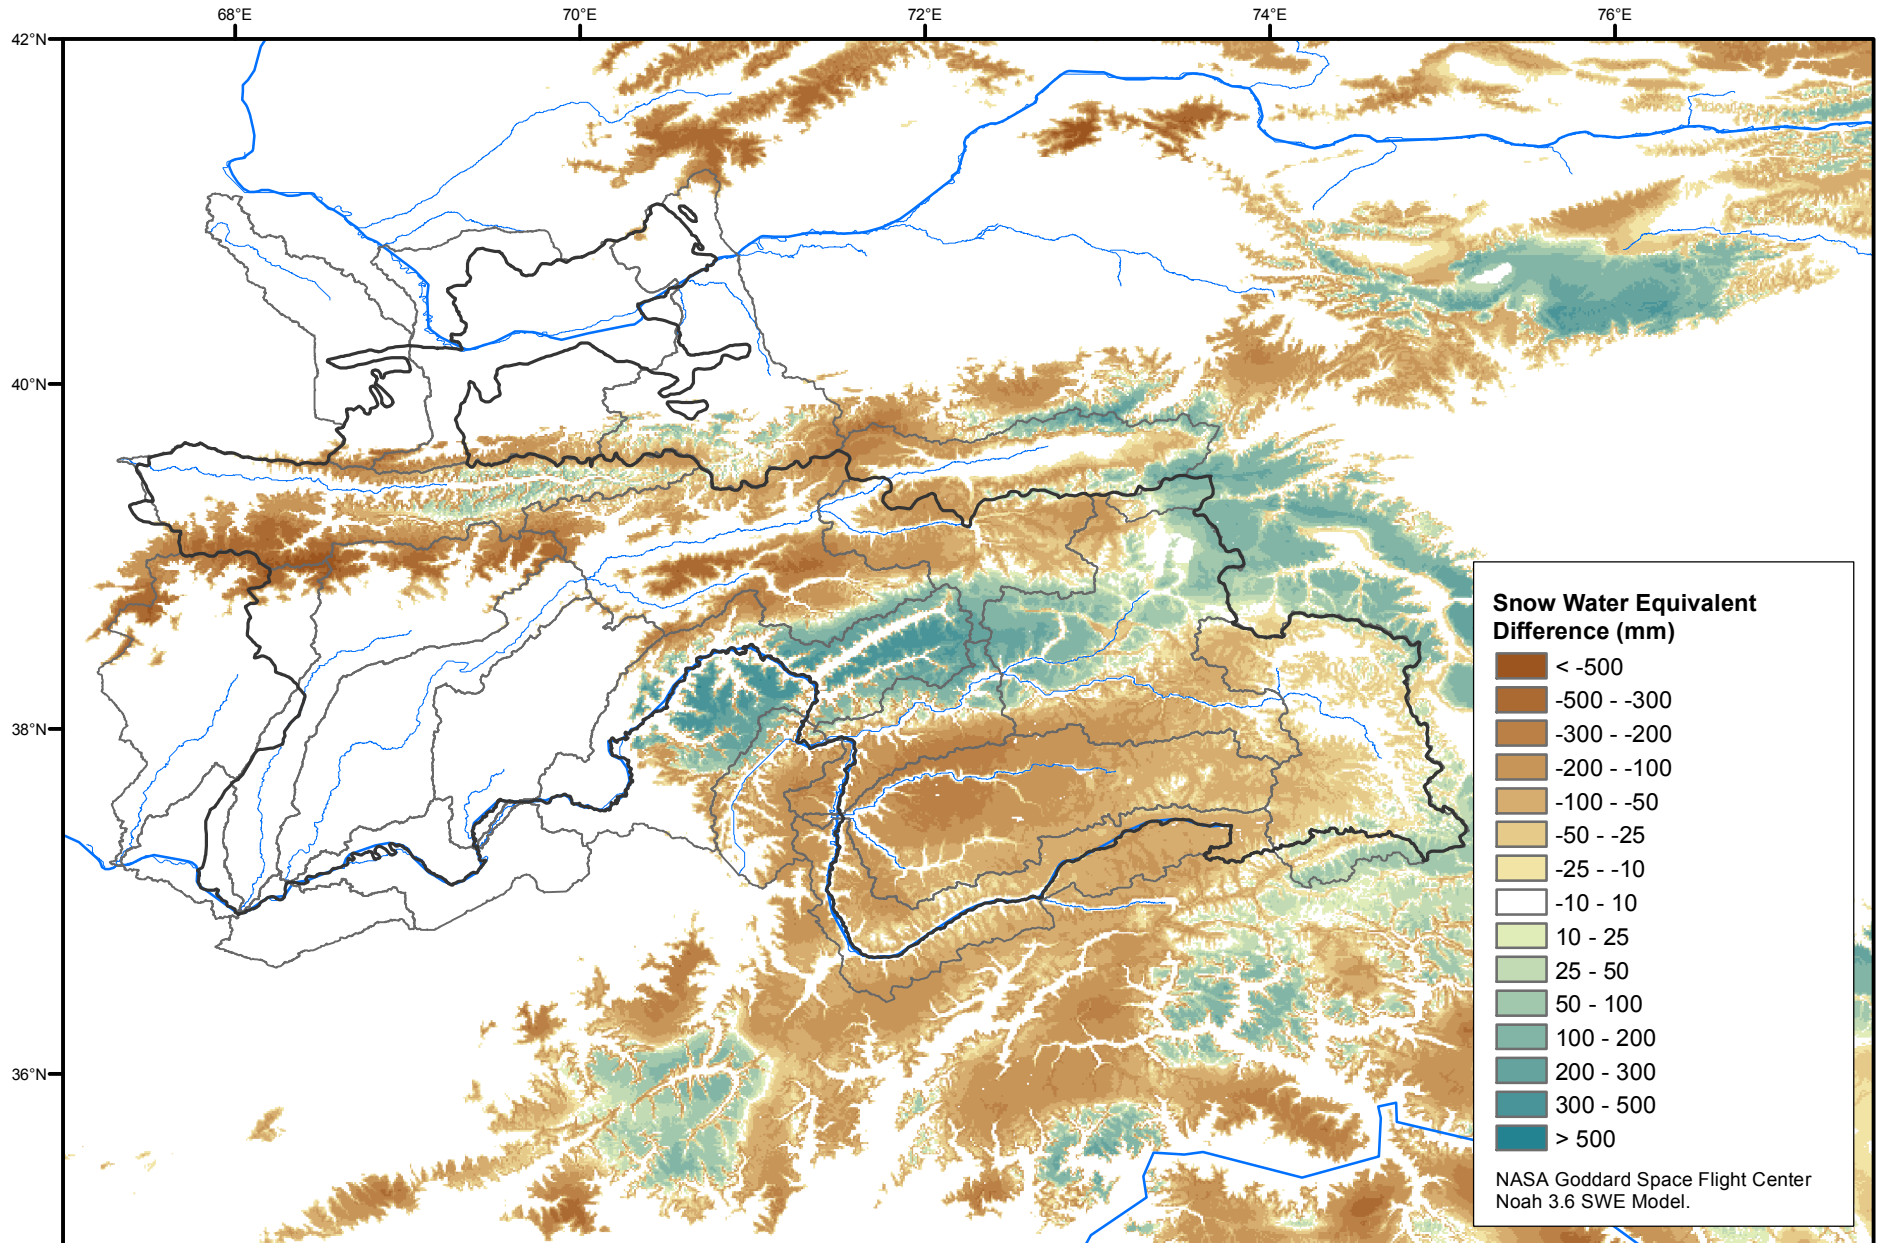 68°E 70°E 72°E 74°E 76°E
42°N
40°N
38°N
36°N
Snow Water Equivalent
Difference (mm)
< -500
-500 - -300
-300 - -200
-200 - -100
-100 - -50
-50 - -25
-25 - -10
-10 - 10
10 - 25
25 - 50
50 - 100
100 - 200
200 - 300
300 - 500
> 500
NASA Goddard Space Flight Center
Noah 3.6 SWE Model.